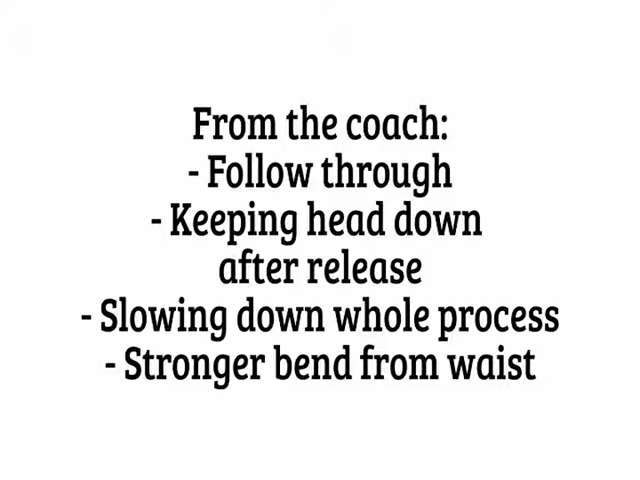 From the coach:
- Follow through
- Keeping head down
after release
- Slowing down whole process
- Stronger bend from waist